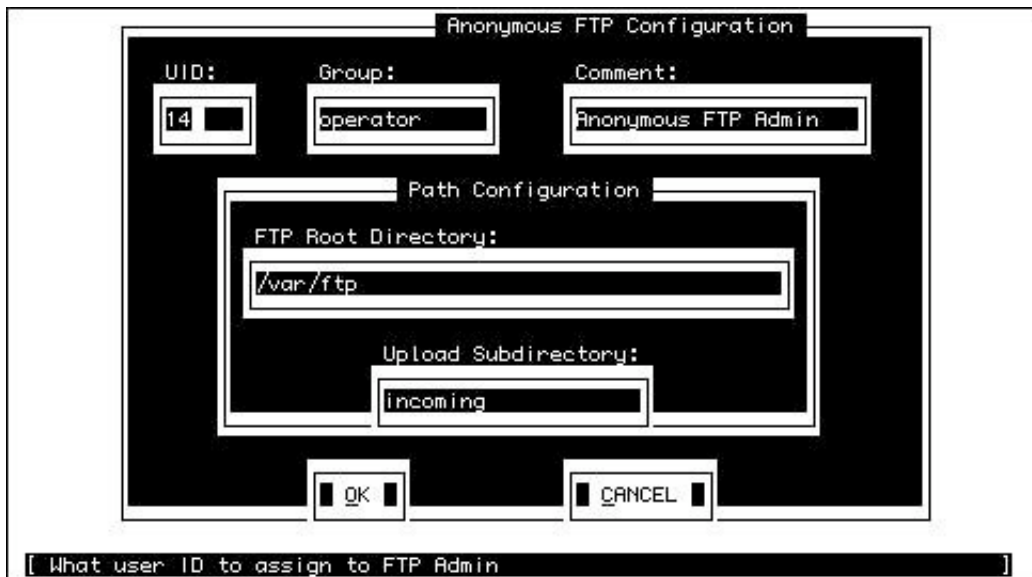 Anonymous FTP Configuration
UID: Group: Comment:
14 operator Anonymous FTP Admin
Path Configuration
FTP Root Directory:
/var/ftp
Upload Subdirectory:
incoming
OK CANCEL
[ What user ID to assign to FTP Admin ]